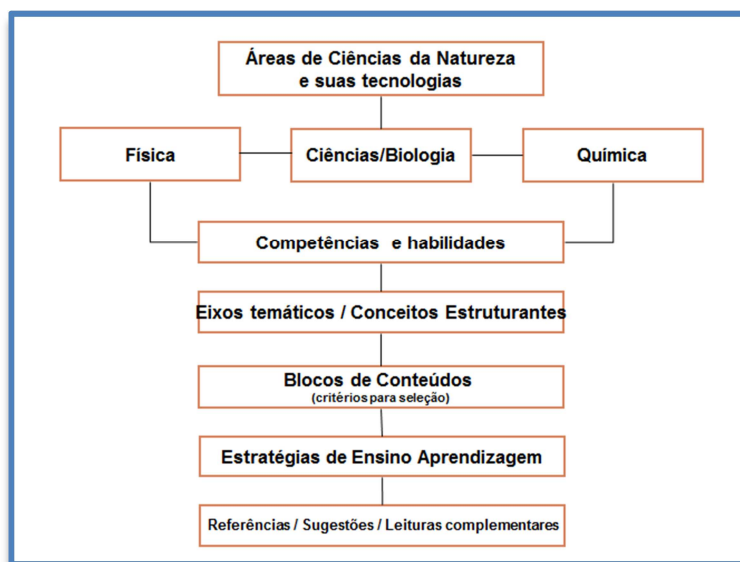 Áreas de Ciências da Natureza
e suas tecnologias
Física
Ciências/Biologia
Química
Competências e habilidades
Eixos temáticos / Conceitos Estruturantes
Blocos de Conteúdos
(critérios para seleção)
Estratégias de Ensino Aprendizagem
Referências / Sugestões / Leituras complementares